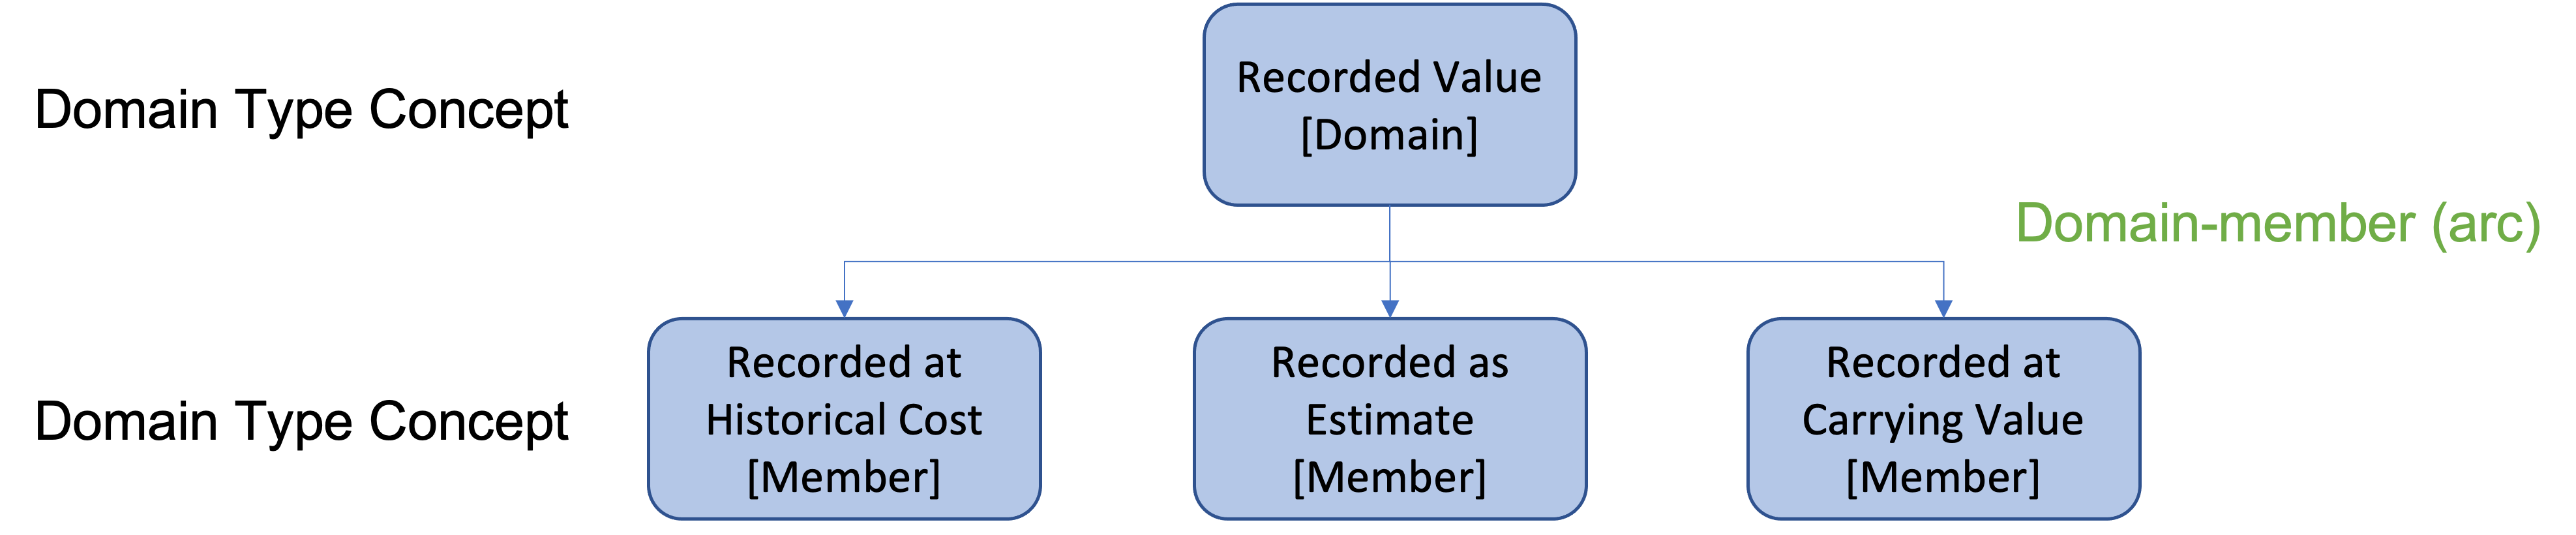 Recorded Value
[Domain]
Domain Type Concept
Domain-member (arc)
Domain Type Concept
Recorded at
Historical Cost
[Member]
Recorded as
Estimate
[Member]
Recorded at
Carrying Value
[Member]